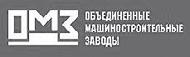 ОМЗ
ОБЪЕДИНЕННЫЕ
МАШИНОСТРОИТЕЛЬНЫЕ
ЗАВОДЫ